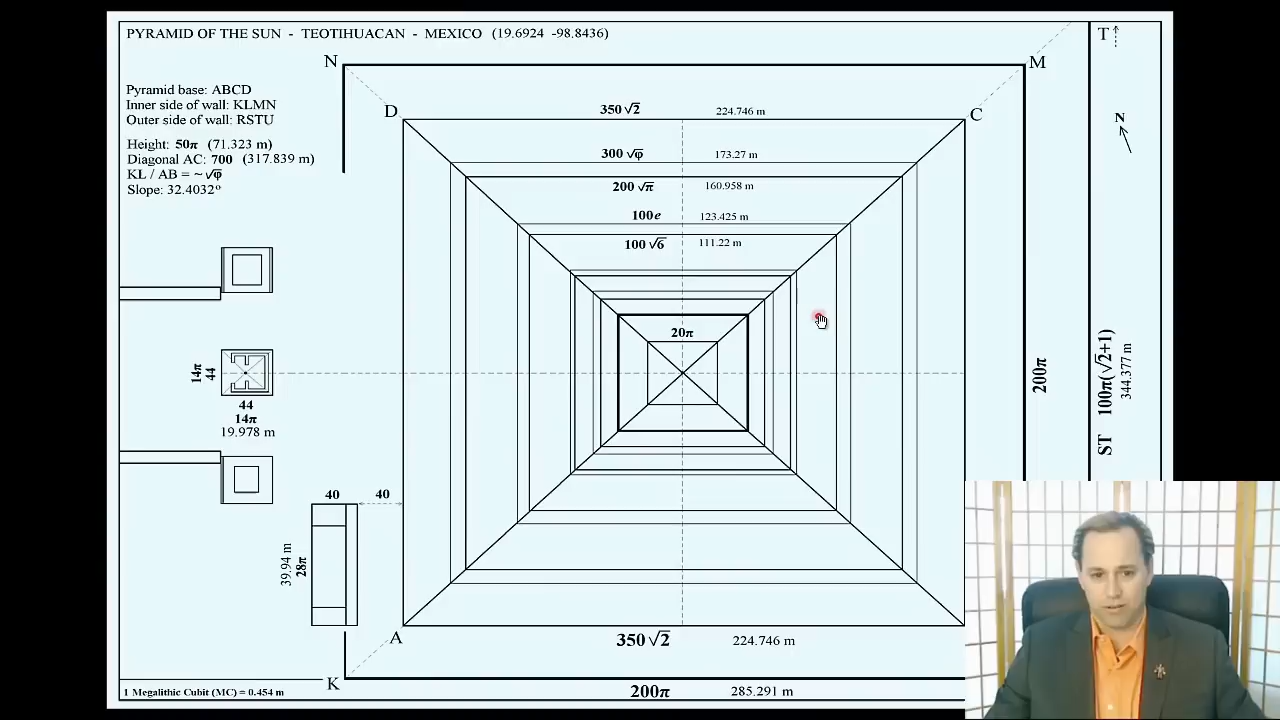 PYRAMID OF THE SUN - TEOTIHUACAN - MEXICO (19.6924 -98.8436)
T
N
M
Pyramid base: ABCD
Inner side of wall: KLMN
Outer side of wall: RSTU
Height: 50π (71.323 m)
Diagonal AC: 700 (317.839 m)
KL / AB = ~√φ
Slope: 32.4032º
D
350√2 224.746 m
C
N
300√φ 173.27 m
200√π 160.958 m
100e 123.425 m
100√6 111.22 m
20π
14π
44
44
14π
19.978 m
200π
ST 100π(√2+1)
344.377 m
40
40
39.94 m
28π
A
350√2 224.746 m
K
200π 285.291 m
1 Megalithic Cubit (MC) = 0.454 m